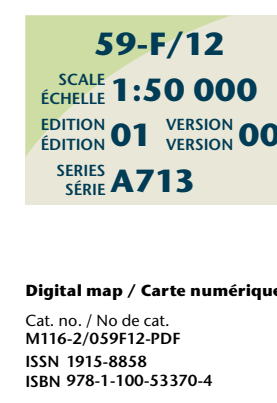 59-F/12
SCALE
ÉCHELLE 1:50 000
EDITION
ÉDITION 01 VERSION
VERSION 00
SERIES
SÉRIE A713
Digital map / Carte numérique
Cat. no. / No de cat.
M116-2/059F12-PDF
ISSN 1915-8858
ISBN 978-1-100-53370-4